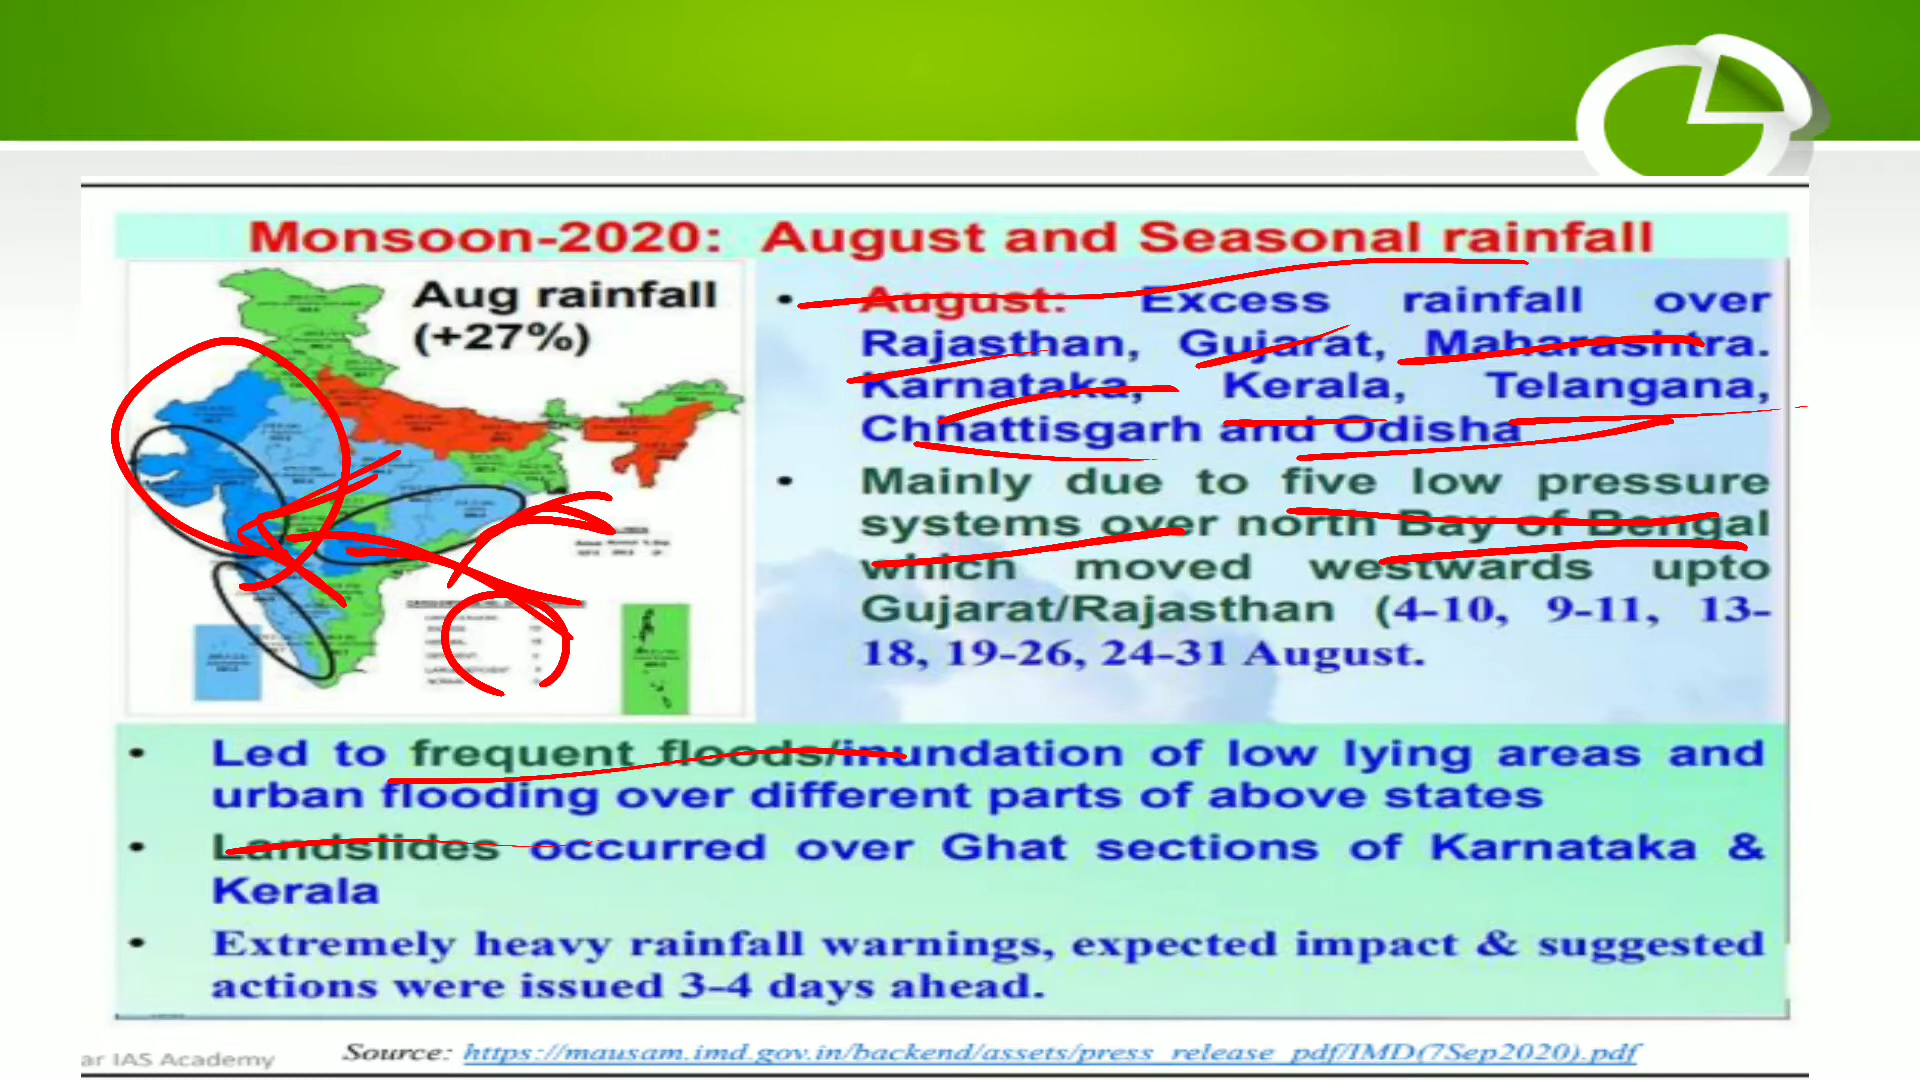 Monsoon-2020: August and Seasonal rainfall
Aug rainfall
(+27%)
• August: Excess rainfall over
Rajasthan, Gujarat, Maharashtra.
Karnataka, Kerala, Telangana,
Chhattisgarh and Odisha
• Mainly due to five low pressure
systems over north Bay of Bengal
which moved westwards upto
Gujarat/Rajasthan (4-10, 9-11, 13-
18, 19-26, 24-31 August.
• Led to frequent floods/inundation of low lying areas and
urban flooding over different parts of above states
• Landslides occurred over Ghat sections of Karnataka &
Kerala
• Extremely heavy rainfall warnings, expected impact & suggested
actions were issued 3-4 days ahead.
ar IAS Academy
Source: https://mausam.imd.gov.in/backend/assets/press_release_pdf/IMD(7Sep2020).pdf